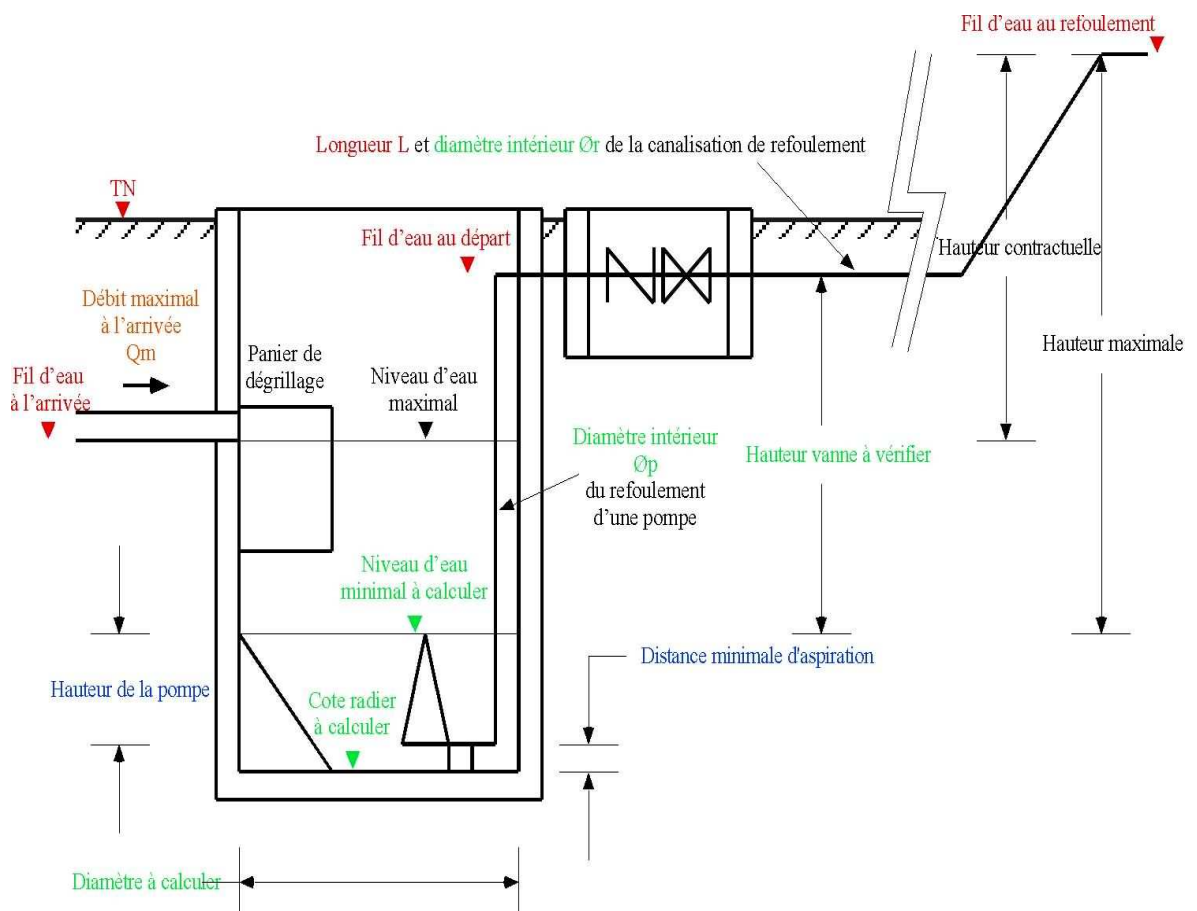 Fil d'eau au refoulement
Longueur L et diamètre intérieur Ør de la canalisation de refoulement
TN
Fil d'eau au départ
Hauteur contractuelle
Débit maximal
à l'arrivée
Qm
Hauteur maximale
Panier de
dégrillage
Niveau d'eau
maximal
Fil d'eau
à l'arrivée
Diamètre intérieur
Øp
du refoulement
d'une pompe
Hauteur vanne à vérifier
Niveau d'eau
minimal à calculer
Distance minimale d'aspiration
Hauteur de la pompe
Cote radier
à calculer
Diamètre à calculer